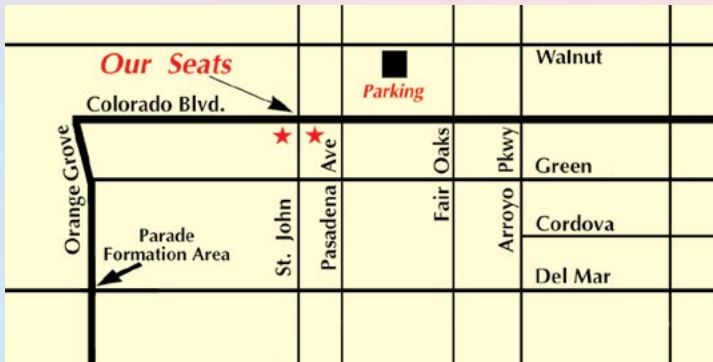 Walnut
Our Seats
Parking
Colorado Blvd.
Orange Grove
St. John
Pasadena Ave
Fair Oaks
Arroyo Pkwy
Green
Cordova
Del Mar
Parade
Formation Area